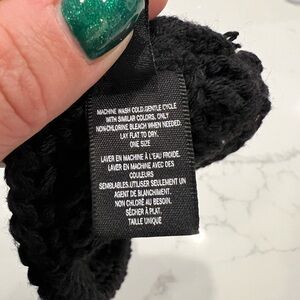 MACHINE WASH COLD.GENTLE CYCLE
WITH SIMILAR COLORS, ONLY
NON-CHLORINE BLEACH WHEN NEEDED.
LAY FLAT TO DRY.
ONE SIZE
LAVER EN MACHINE À L'EAU FROIDE.
LAVER EN MACHINE AVEC DES
COULEURS
SEMBLABLES.UTILISER SEULEMENT UN
AGENT DE BLANCHIMENT.
NON CHLORÉ AU BESOIN.
SÉCHER À PLAT.
TAILLE UNIQUE